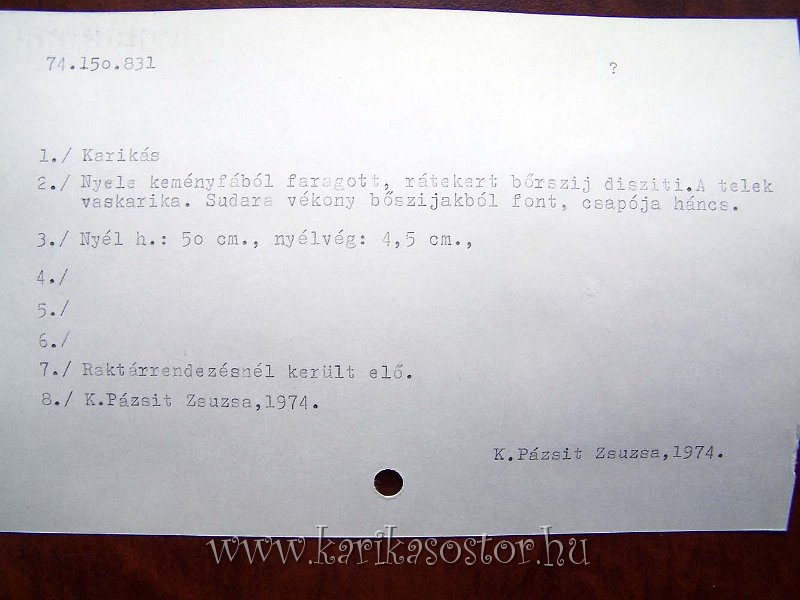 74.15o.831
?
1./ Karikás
2./ Nyele keményfából faragott, rátekert bőrszij disziti.A telek
vaskarika. Sudara vékony bőszijakból font, csapója háncs.
3./ Nyél h.: 5o cm., nyélvég: 4,5 cm.,
4./
5./
6./
7./ Raktárrendezésnél került elő.
8./ K.Pázsit Zsuzsa,1974.
K.Pázsit Zsuzsa,1974.
www.karikasostor.hu